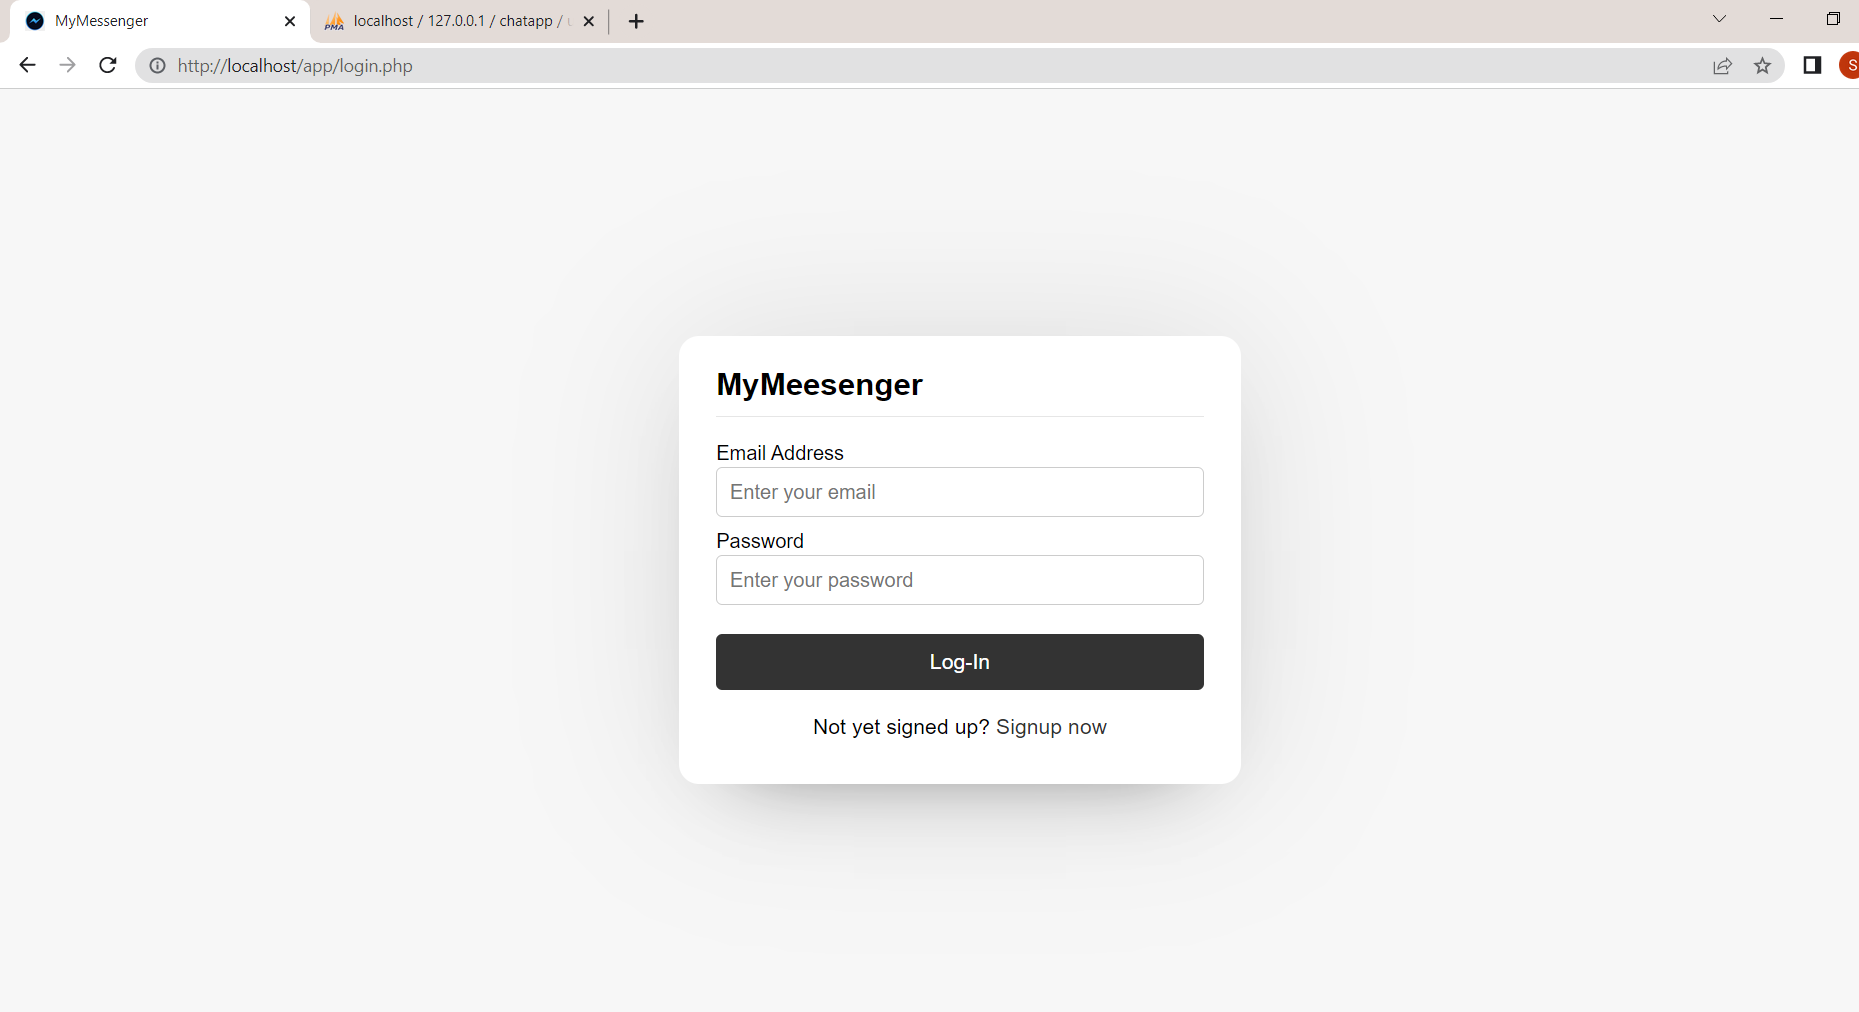 MyMessenger
PMA localhost / 127.0.0.1 / chatapp /
http://localhost/app/login.php
S
MyMeesenger
Email Address
Enter your email
Password
Enter your password
Log-In
Not yet signed up? Signup now